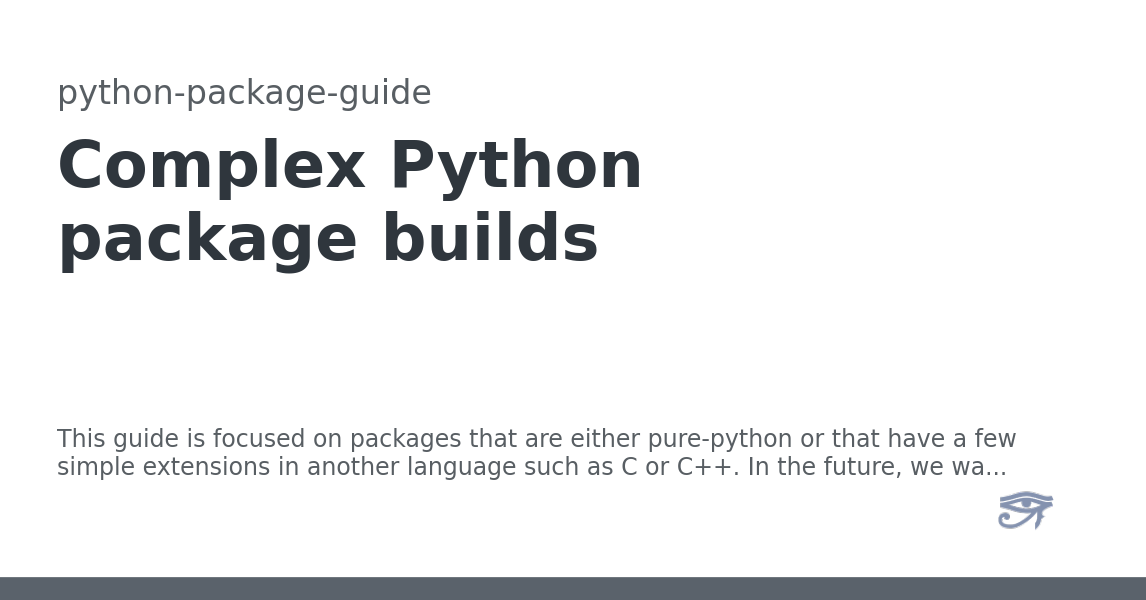 python-package-guide
Complex Python
package builds
This guide is focused on packages that are either pure-python or that have a few
simple extensions in another language such as C or C++. In the future, we wa...